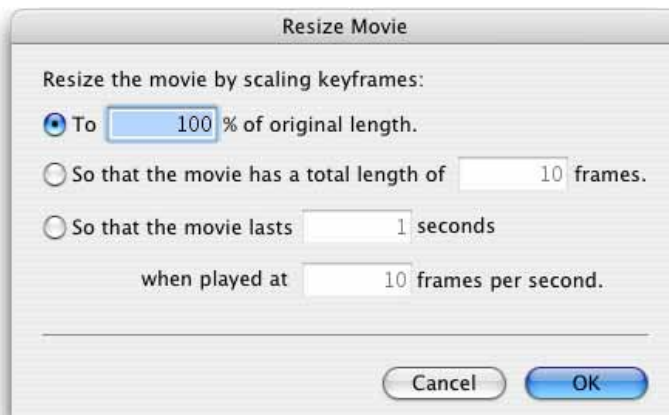 Resize Movie
Resize the movie by scaling keyframes:
To 100 % of original length.
So that the movie has a total length of 10 frames.
So that the movie lasts 1 seconds
when played at 10 frames per second.
Cancel OK